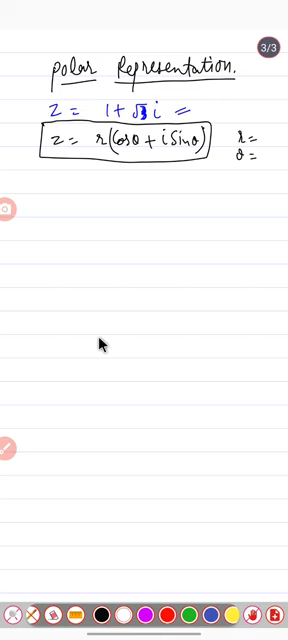 3/3
Polar Representation.
z = 1 + √3 i =
z = r(cosθ + i sinθ)
r =
θ =